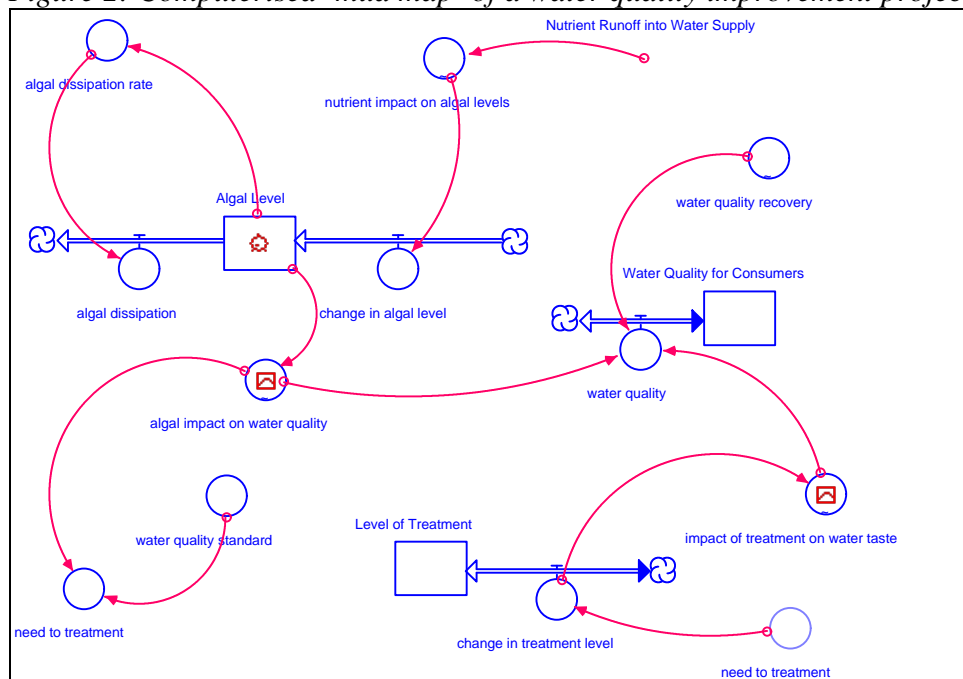 Figure Computerised mud map of a water quality improvement
Nutrient Runoff into Water Supply
algal dissipation rate
nutrient impact on algal levels
Algal Level
water quality recovery
Water Quality for Consumers
algal dissipation
change in algal level
water quality
algal impact on water quality
Level of Treatment
water quality standard
impact of treatment on water taste
need to treatment
change in treatment level
need to treatment